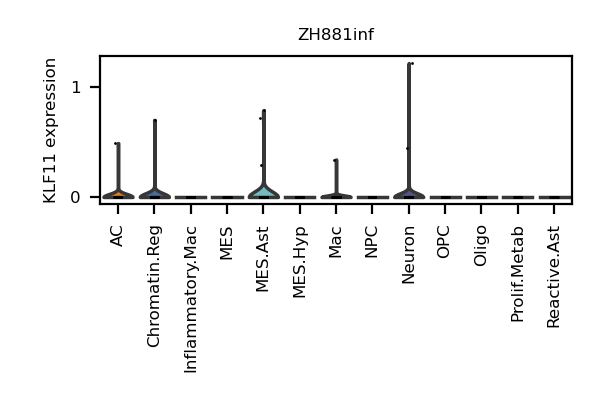 ZH881inf
KLF11 expression
1
0
AC
Chromatin.Reg
Inflammatory.Mac
MES
MES.Ast
MES.Hyp
Mac
NPC
Neuron
OPC
Oligo
Prolif.Metab
Reactive.Ast